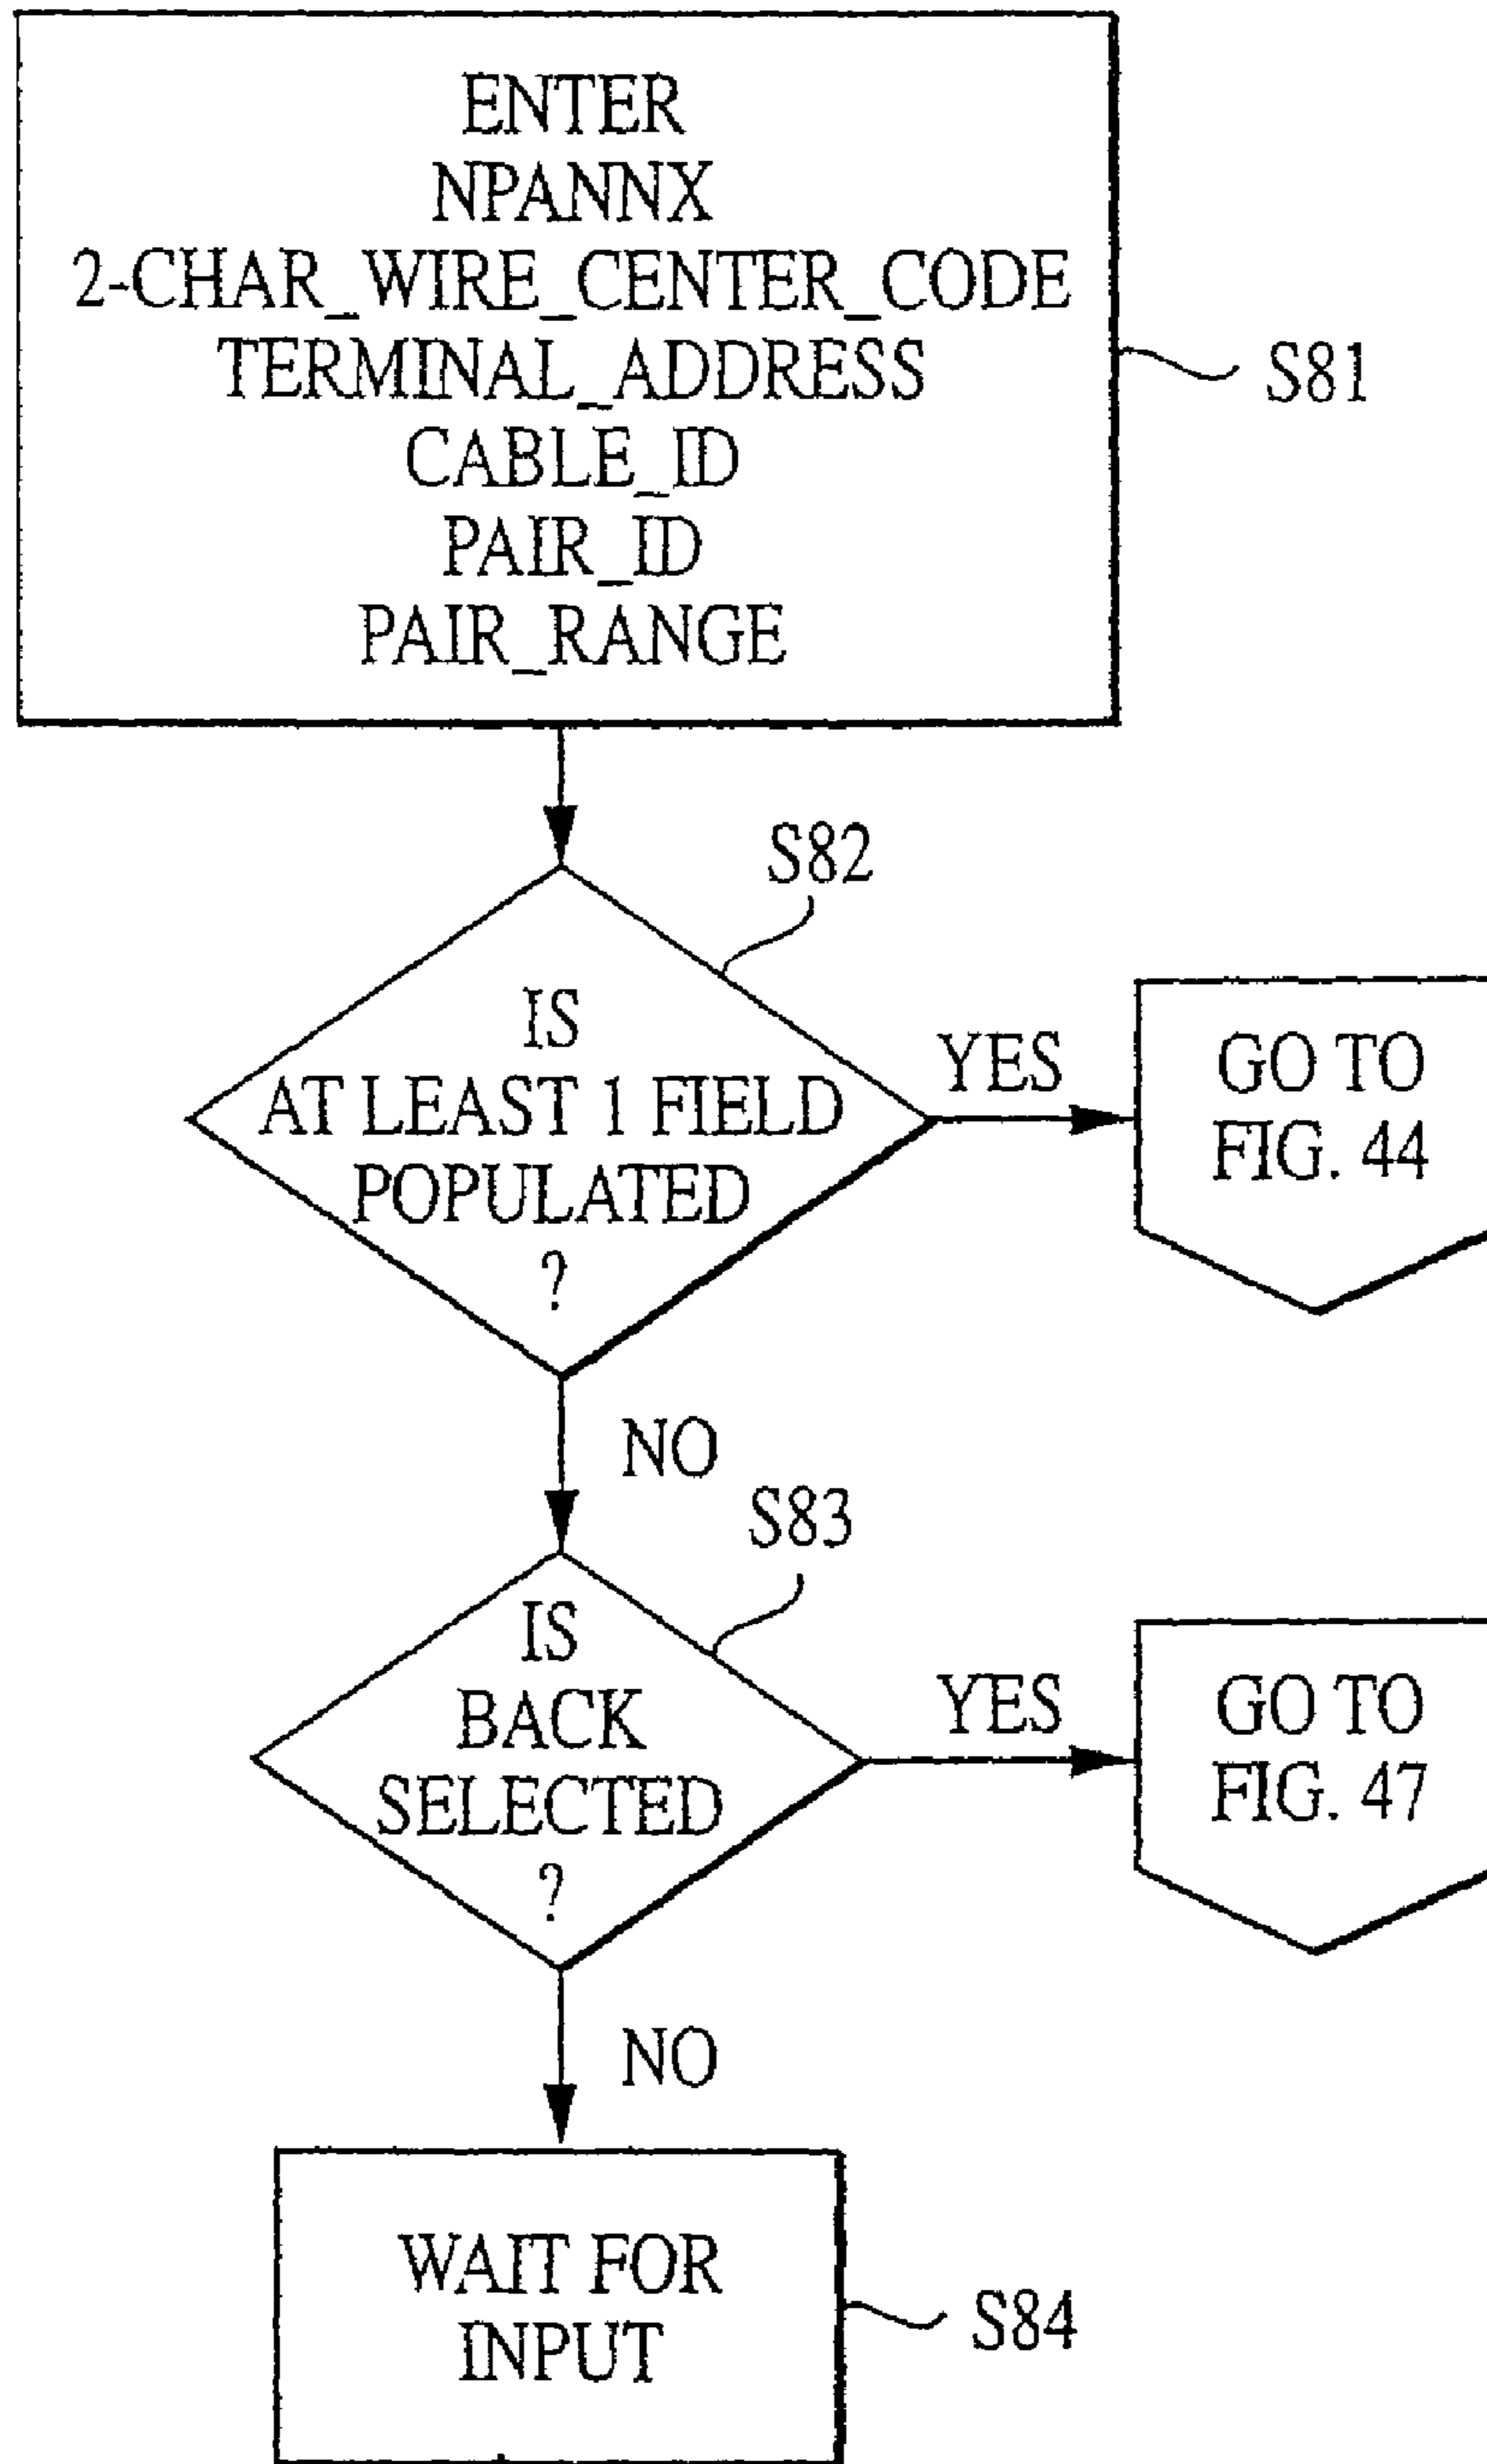 ENTER
NPANNX
2-CHAR_WIRE_CENTER_CODE
TERMINAL_ADDRESS
CABLE_ID
PAIR_ID
PAIR_RANGE
S81
S82
IS
AT LEAST 1 FIELD
POPULATED
?
YES
GO TO
FIG. 44
NO
S83
IS
BACK
SELECTED
?
YES
GO TO
FIG. 47
NO
WAIT FOR
INPUT
S84